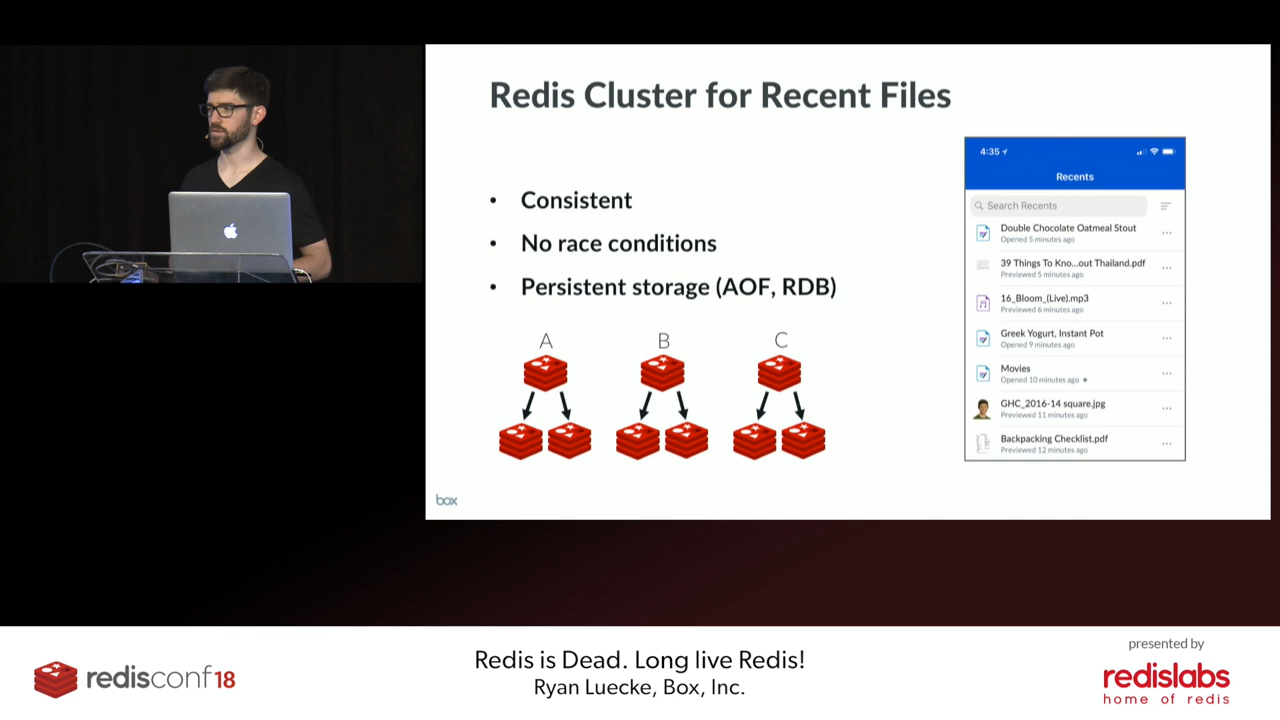 Redis Cluster for Recent Files
• Consistent
• No race conditions
• Persistent storage (AOF, RDB)
A B C
box
4:35
Recents
Search Recents
Double Chocolate Oatmeal Stout
Opened 5 minutes ago
39 Things To Kno...out Thailand.pdf
Previewed 5 minutes ago
16_Bloom_(Live).mp3
Previewed 6 minutes ago
Greek Yogurt, Instant Pot
Opened 9 minutes ago
Movies
Opened 10 minutes ago ★
GHC_2016-14 square.jpg
Previewed 11 minutes ago
Backpacking Checklist.pdf
Previewed 12 minutes ago
redisconf18
Redis is Dead. Long live Redis!
Ryan Luecke, Box, Inc.
presented by
redislabs
home of redis